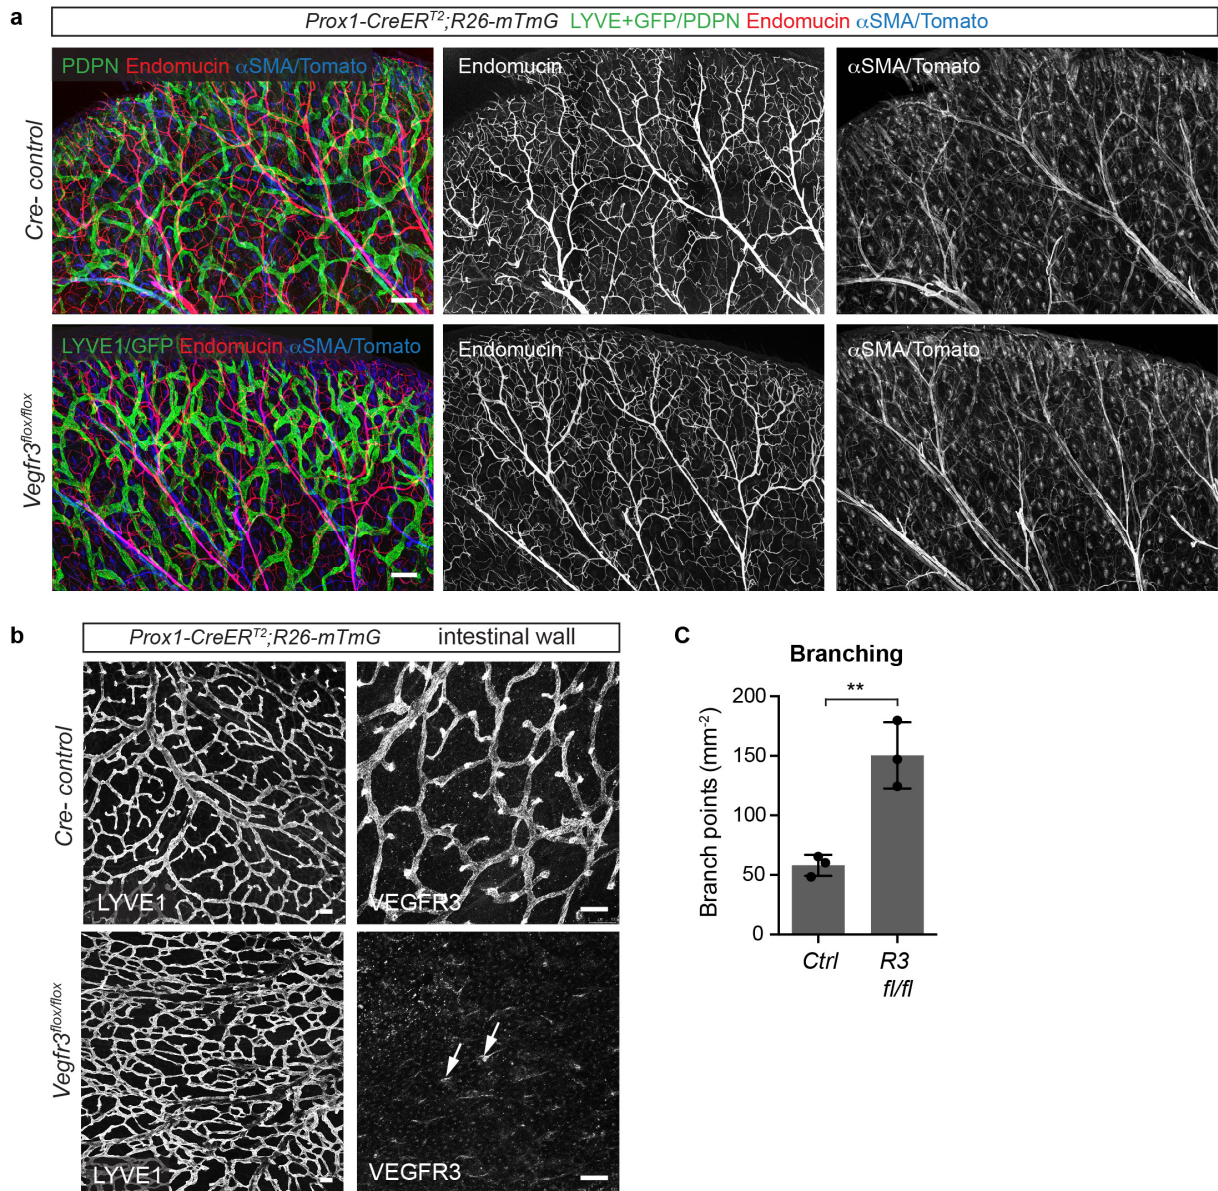 a
Prox1-CreERT2;R26-mTmG LYVE+GFP/PDPN Endomucin αSMA/Tomato
Cre- control
PDPN Endomucin αSMA/Tomato
Endomucin
αSMA/Tomato
Vegfr3flox/flox
LYVE1/GFP Endomucin αSMA/Tomato
Endomucin
αSMA/Tomato
b
Prox1-CreERT2;R26-mTmG intestinal wall
Cre- control
LYVE1
VEGFR3
Vegfr3flox/flox
LYVE1
VEGFR3
C
Branching
**
Branch points (mm-2)
200
150
100
50
0
Ctrl
R3
fl/fl